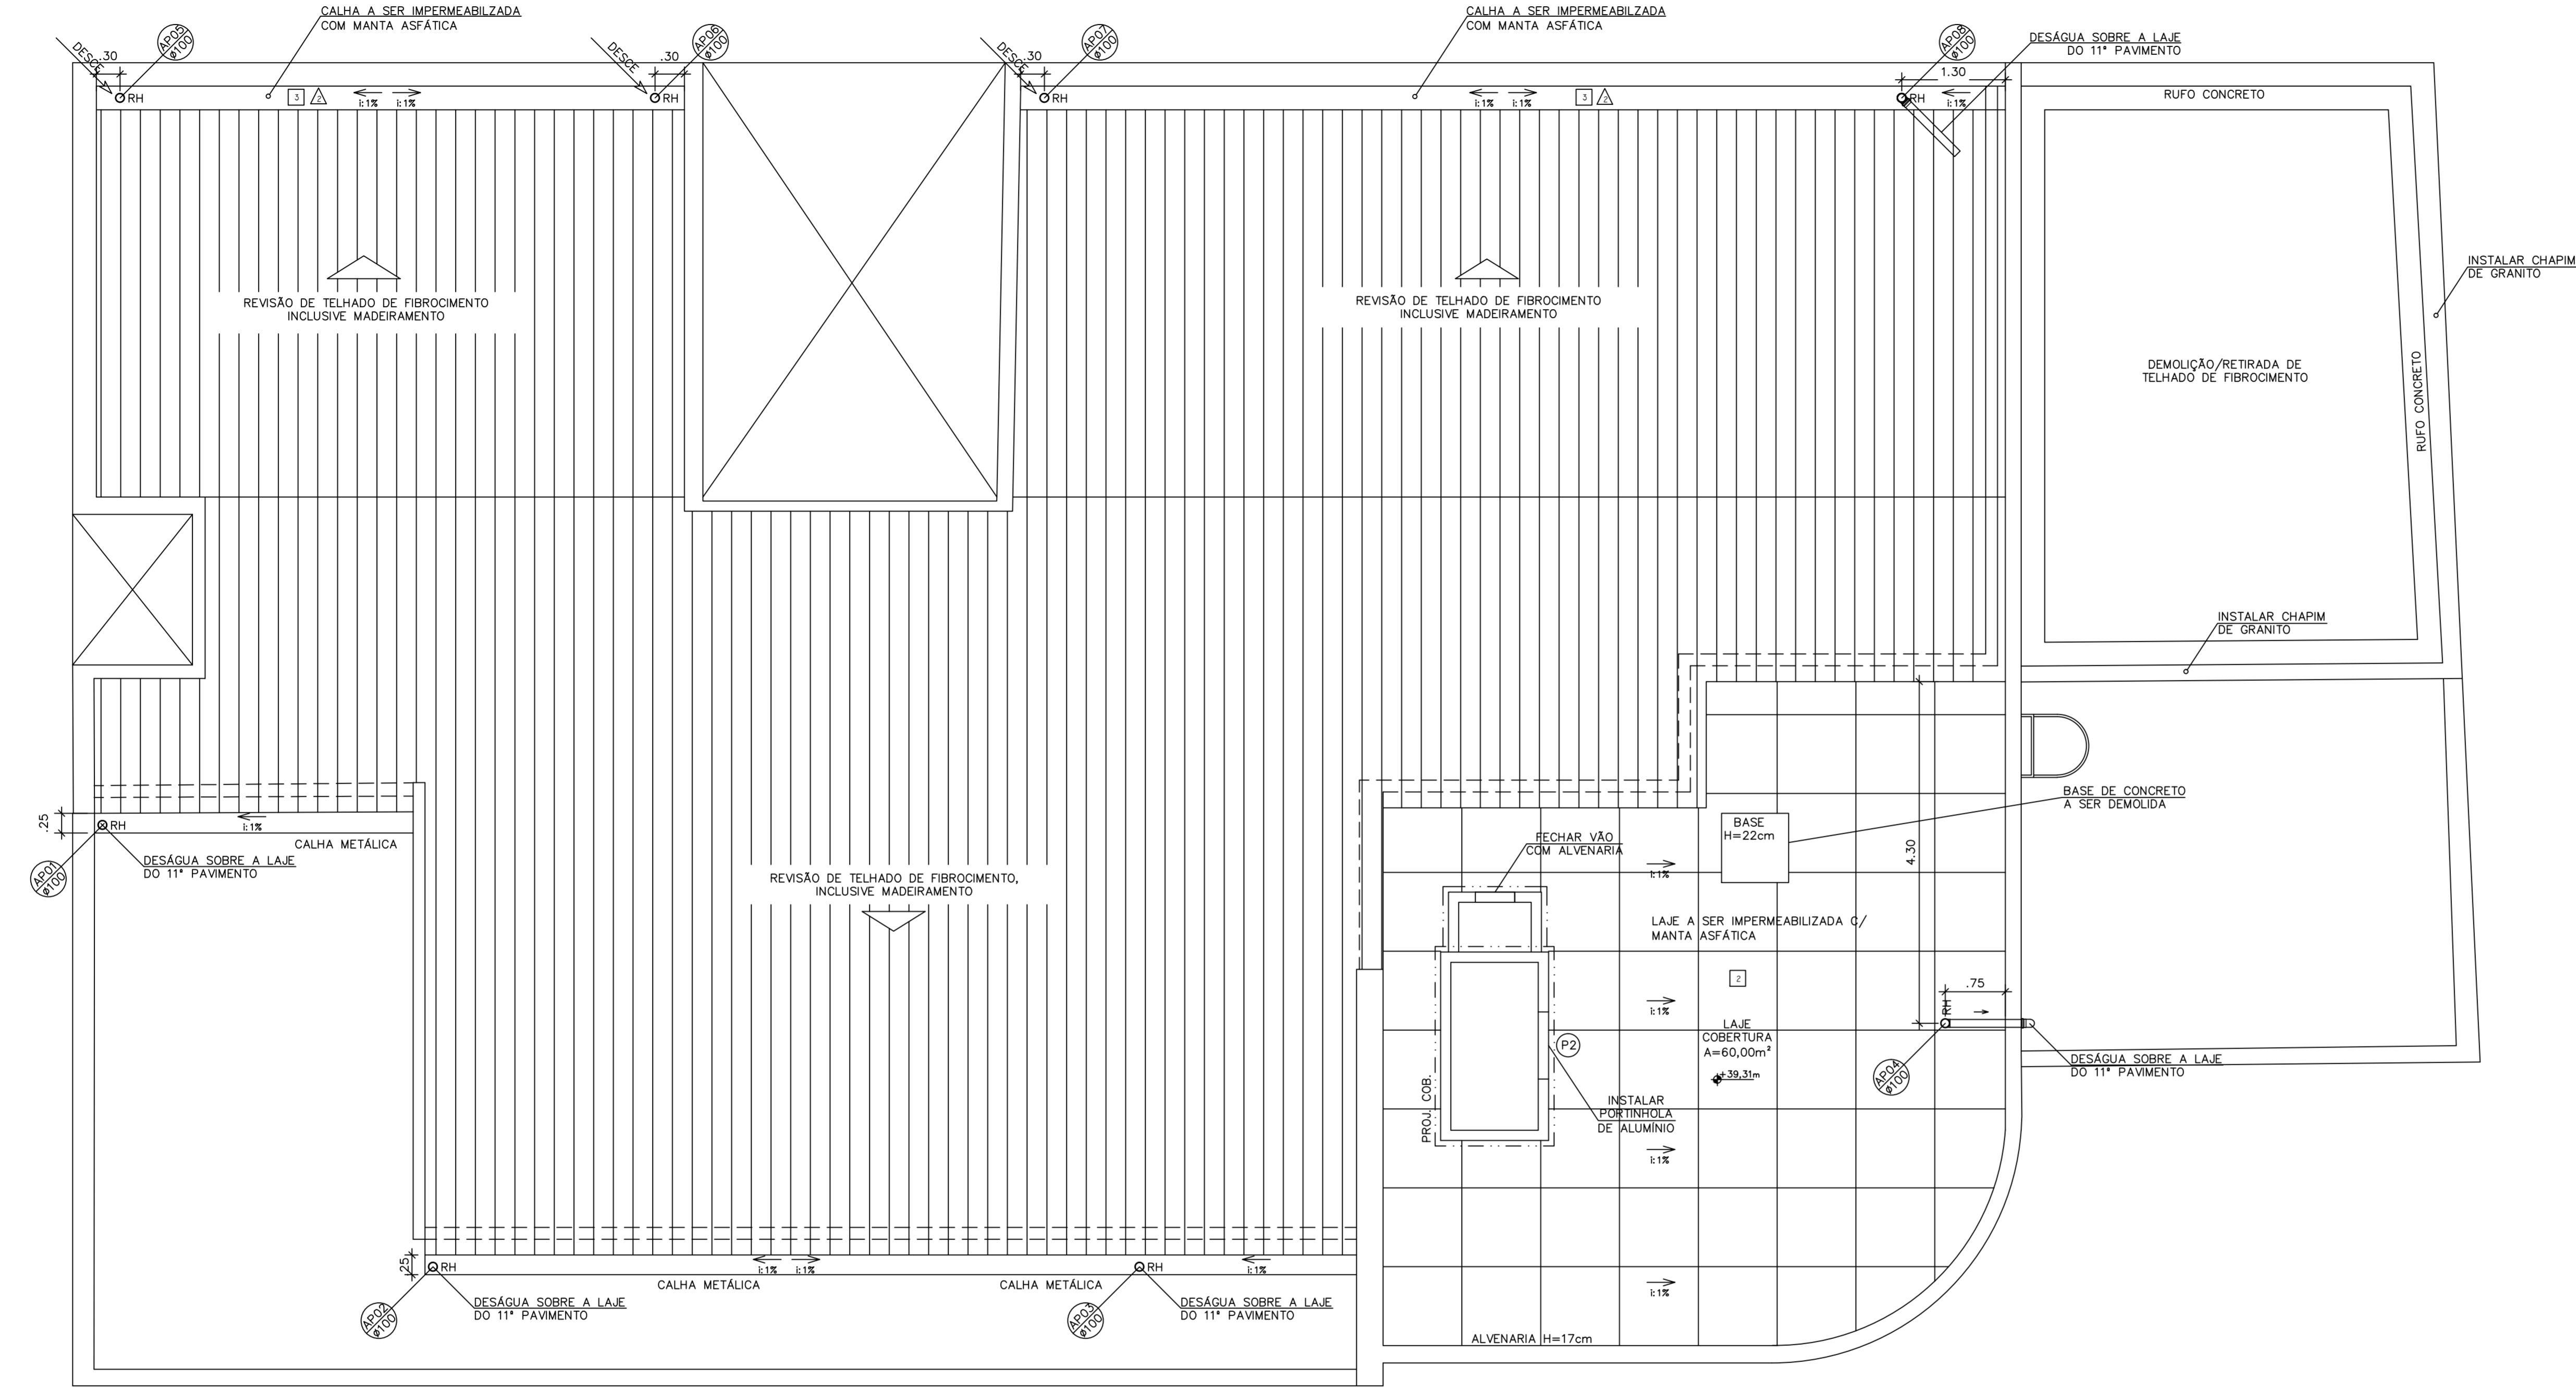 CALHA A SER IMPERMEABILZADA
COM MANTA ASFÁTICA
CALHA A SER IMPERMEABILZADA
COM MANTA ASFÁTICA
DESCE
.30
AP05
ø100
DESCE
.30
AP06
ø100
DESCE
.30
AP07
ø100
AP08
ø100
DESÁGUA SOBRE A LAJE
DO 11° PAVIMENTO
1.30
RH
3
2
i:1%
i:1%
RH
RH
i:1%
i:1%
3
2
RH
i:1%
RUFO CONCRETO
INSTALAR CHAPIM
DE GRANITO
REVISÃO DE TELHADO DE FIBROCIMENTO
INCLUSIVE MADEIRAMENTO
REVISÃO DE TELHADO DE FIBROCIMENTO
INCLUSIVE MADEIRAMENTO
DEMOLIÇÃO/RETIRADA DE
TELHADO DE FIBROCIMENTO
RUFO CONCRETO
INSTALAR CHAPIM
DE GRANITO
.25
RH
i:1%
CALHA METÁLICA
DESÁGUA SOBRE A LAJE
DO 11° PAVIMENTO
AP01
ø100
REVISÃO DE TELHADO DE FIBROCIMENTO,
INCLUSIVE MADEIRAMENTO
BASE DE CONCRETO
A SER DEMOLIDA
BASE
H=22cm
FECHAR VÃO
COM ALVENARIA
4.30
i:1%
LAJE A SER IMPERMEABILIZADA C/
MANTA ASFÁTICA
2
.75
RH
i:1%
LAJE
COBERTURA
A=60,00m²
+39,31m
P2
DESÁGUA SOBRE A LAJE
DO 11° PAVIMENTO
AP04
ø100
PROJ. COB.
INSTALAR
PORTINHOLA
DE ALUMÍNIO
i:1%
.25
RH
i:1%
i:1%
RH
i:1%
i:1%
CALHA METÁLICA
CALHA METÁLICA
DESÁGUA SOBRE A LAJE
DO 11° PAVIMENTO
AP02
ø100
DESÁGUA SOBRE A LAJE
DO 11° PAVIMENTO
AP03
ø100
ALVENARIA H=17cm